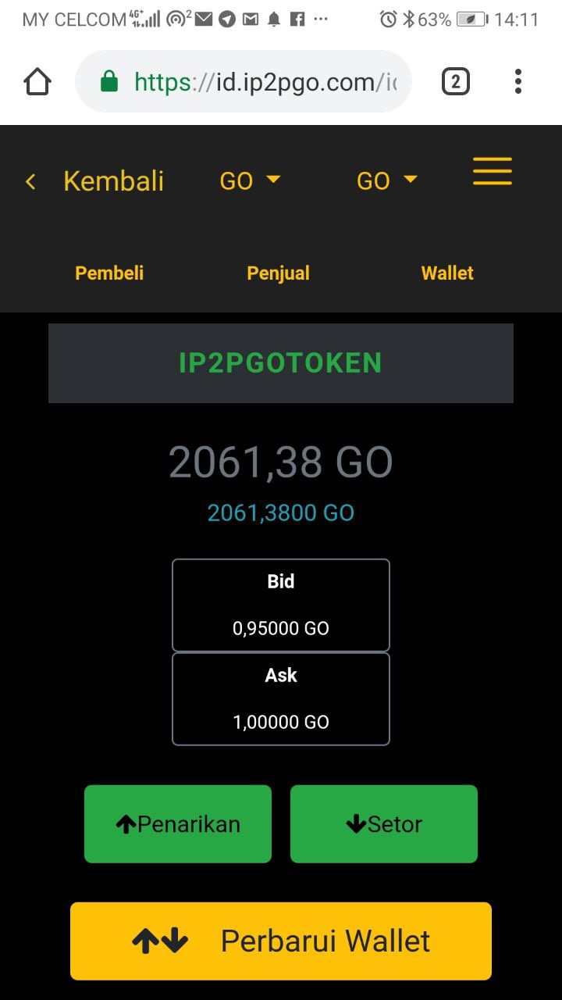 MY CELCOM 4G+ 2 63% 14:11
https://id.ip2pgo.com/
2
Kembali GO GO
Pembeli Penjual Wallet
IP2PGOTOKEN
2061,38 GO
2061,3800 GO
Bid
0,95000 GO
Ask
1,00000 GO
Penarikan Setor
Perbarui Wallet